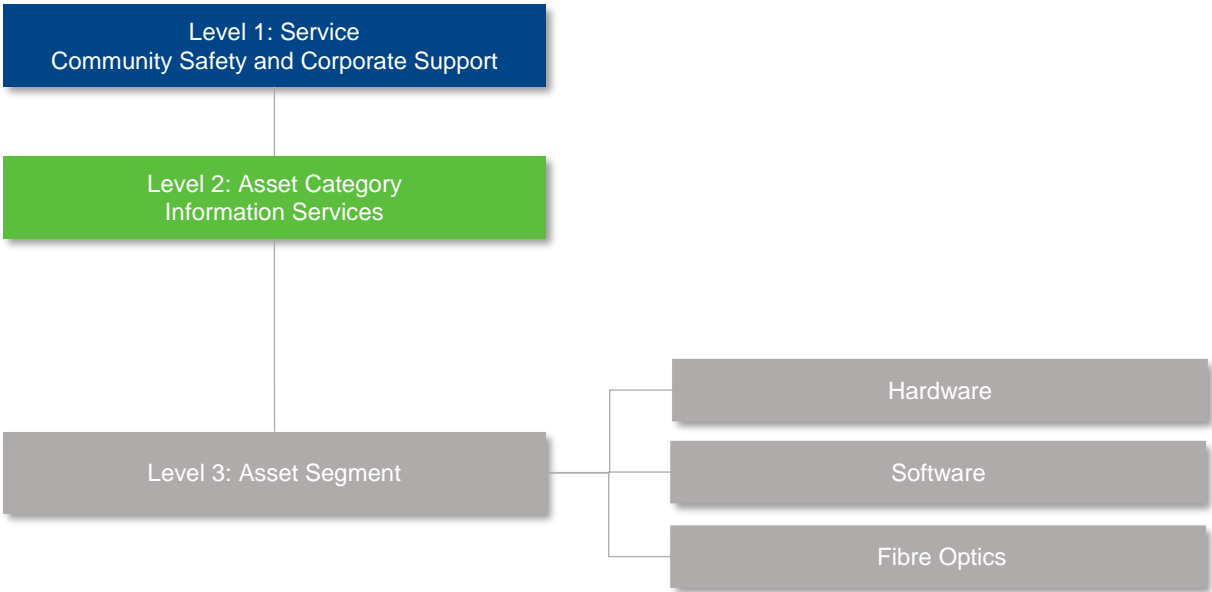 Level 1: Service
Community Safety and Corporate Support
Level 2: Asset Category
Information Services
Level 3: Asset Segment
Hardware
Software
Fibre Optics